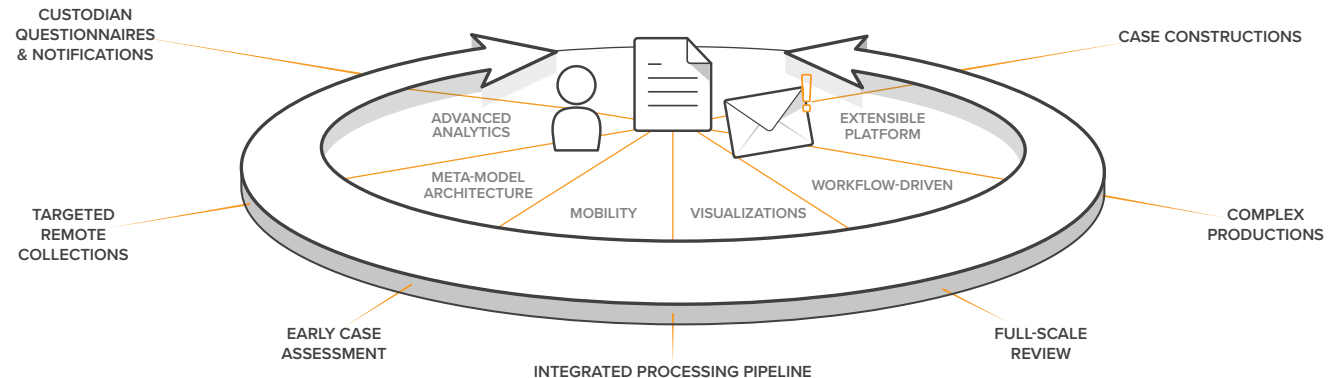 CUSTODIAN
QUESTIONNAIRES
& NOTIFICATIONS
CASE CONSTRUCTIONS
ADVANCED
ANALYTICS
EXTENSIBLE
PLATFORM
META-MODEL
ARCHITECTURE
WORKFLOW-DRIVEN
MOBILITY
VISUALIZATIONS
TARGETED
REMOTE
COLLECTIONS
COMPLEX
PRODUCTIONS
EARLY CASE
ASSESSMENT
FULL-SCALE
REVIEW
INTEGRATED PROCESSING PIPELINE